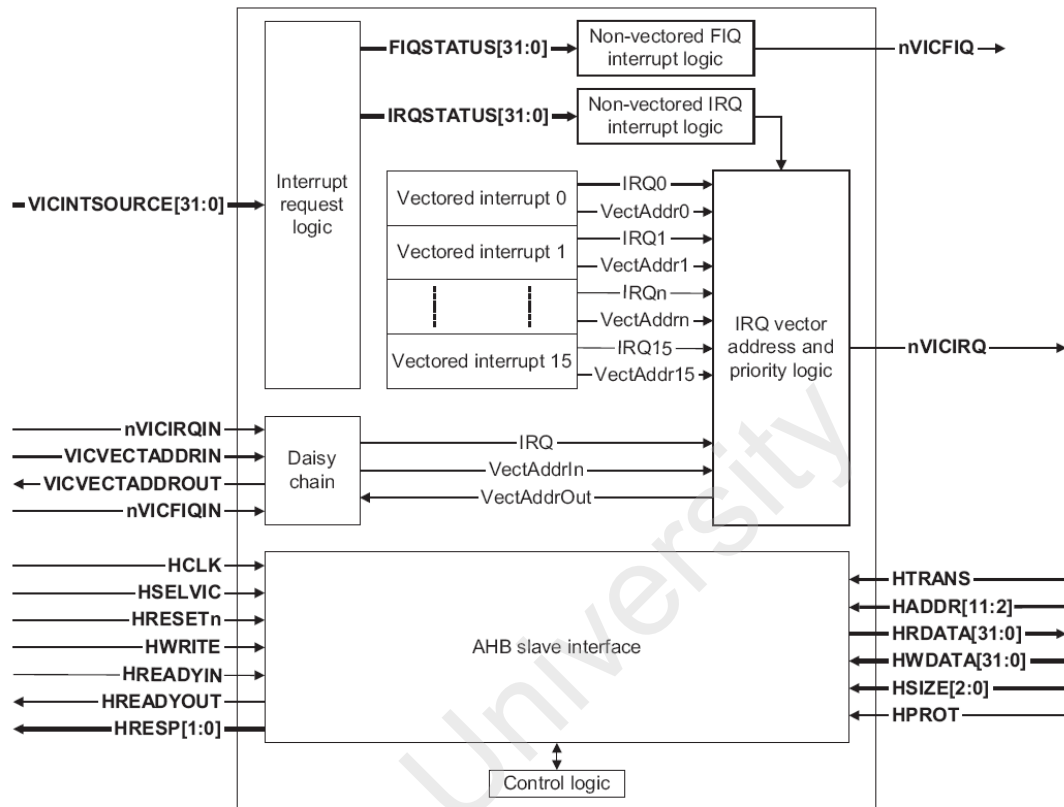 FIQSTATUS[31:0]
Non-vectored FIQ
interrupt logic
nVICFIQ
IRQSTATUS[31:0]
Non-vectored IRQ
interrupt logic
VICINTSOURCE[31:0]
Interrupt
request
logic
Vectored interrupt 0
IRQ0
VectAddr0
Vectored interrupt 1
IRQ1
VectAddr1
IRQn
VectAddrn
Vectored interrupt 15
IRQ15
VectAddr15
IRQ vector
address and
priority logic
nVICIRQ
nVICIRQIN
VICVECTADDRIN
VICVECTADDROUT
nVICFIQIN
Daisy
chain
IRQ
VectAddrIn
VectAddrOut
HCLK
HSELVIC
HRESETn
HWRITE
HREADYIN
HREADYOUT
HRESP[1:0]
AHB slave interface
HTRANS
HADDR[11:2]
HRDATA[31:0]
HWDATA[31:0]
HSIZE[2:0]
HPROT
Control logic
University